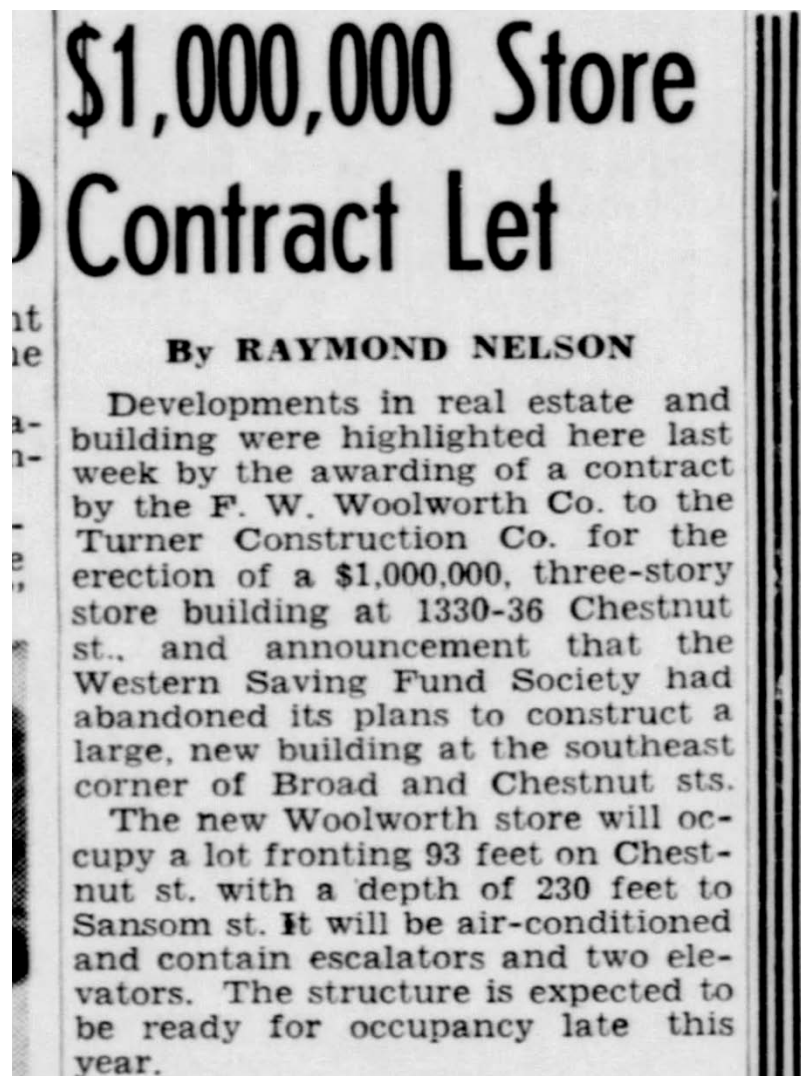 $1,000,000 Store
Contract Let
By RAYMOND NELSON
Developments in real estate and
building were highlighted here last
week by the awarding of a contract
by the F. W. Woolworth Co. to the
Turner Construction Co. for the
erection of a $1,000,000, three-story
store building at 1330-36 Chestnut
st., and announcement that the
Western Saving Fund Society had
abandoned its plans to construct a
large, new building at the southeast
corner of Broad and Chestnut sts.
The new Woolworth store will oc-
cupy a lot fronting 93 feet on Chest-
nut st. with a depth of 230 feet to
Sansom st. It will be air-conditioned
and contain escalators and two ele-
vators. The structure is expected to
be ready for occupancy late this
year.